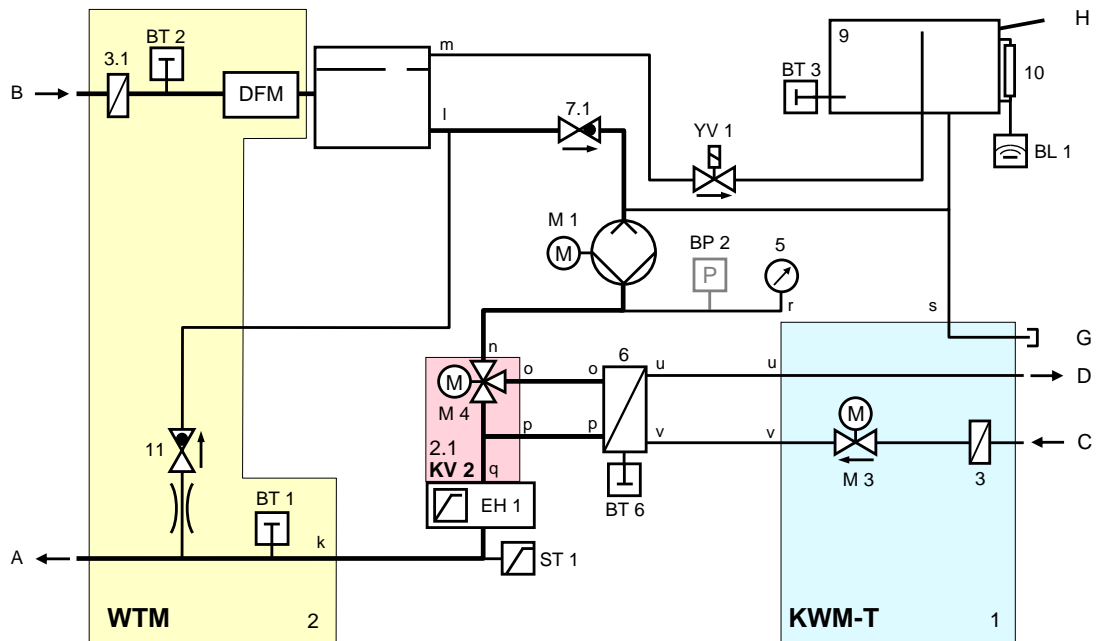 BT 2
m
9
H
3.1
BT 3
10
B
DFM
l
7.1
YV 1
BL 1
M 1
BP 2
5
M
P
r
s
n
6
G
o
o
u
u
D
M
M
M 4
p
p
v
v
C
11
2.1
KV 2
q
M 3
3
BT 1
EH 1
BT 6
A
k
ST 1
WTM
2
KWM-T
1